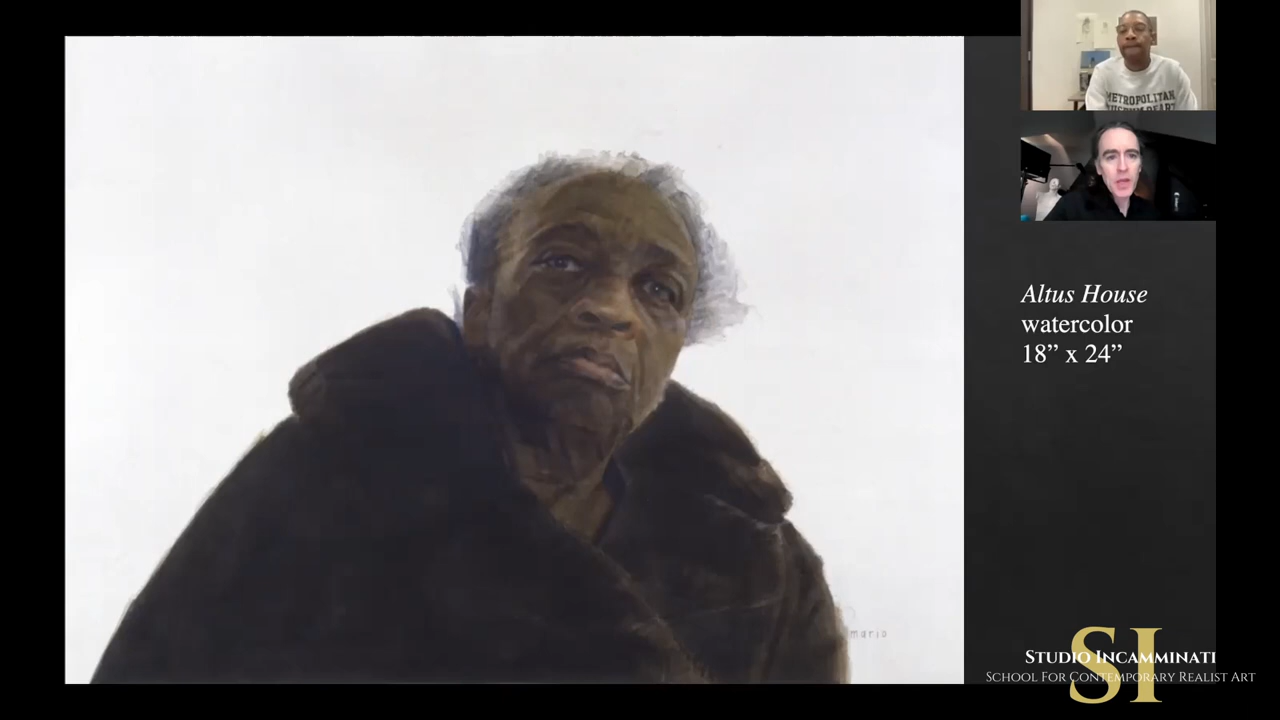 METROPOLITAN
Altus House
watercolor
18” x 24”
mario
SI
STUDIO INCAMMINATI
SCHOOL FOR CONTEMPORARY REALIST ART